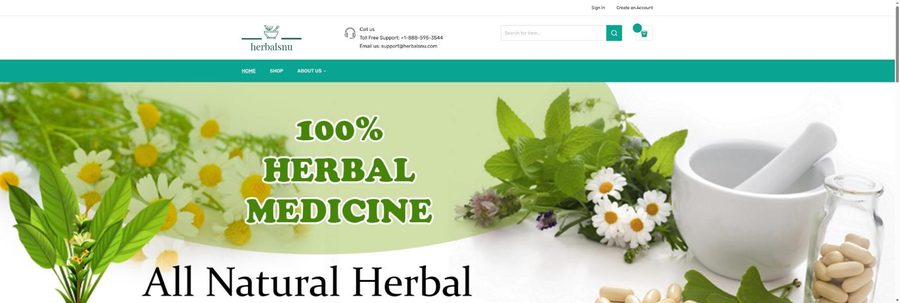 Sign In
Create an Account
herbalsnu
Call us
Toll Free Support: +1-888-595-3544
Email us: support@herbalsnu.com
Search for item...
HOME
SHOP
ABOUT US
100%
HERBAL
MEDICINE
All Natural Herbal